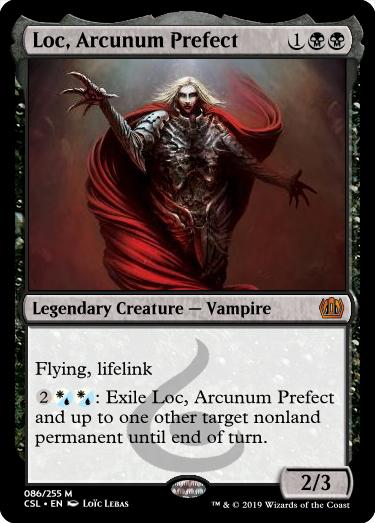 Loc, Arcunum Prefect 1
Legendary Creature — Vampire
Flying, lifelink
2 : Exile Loc, Arcunum Prefect
and up to one other target nonland
permanent until end of turn.
2/3
086/255 M
CSL • EN Loïc Lebas
™ & © 2019 Wizards of the Coast